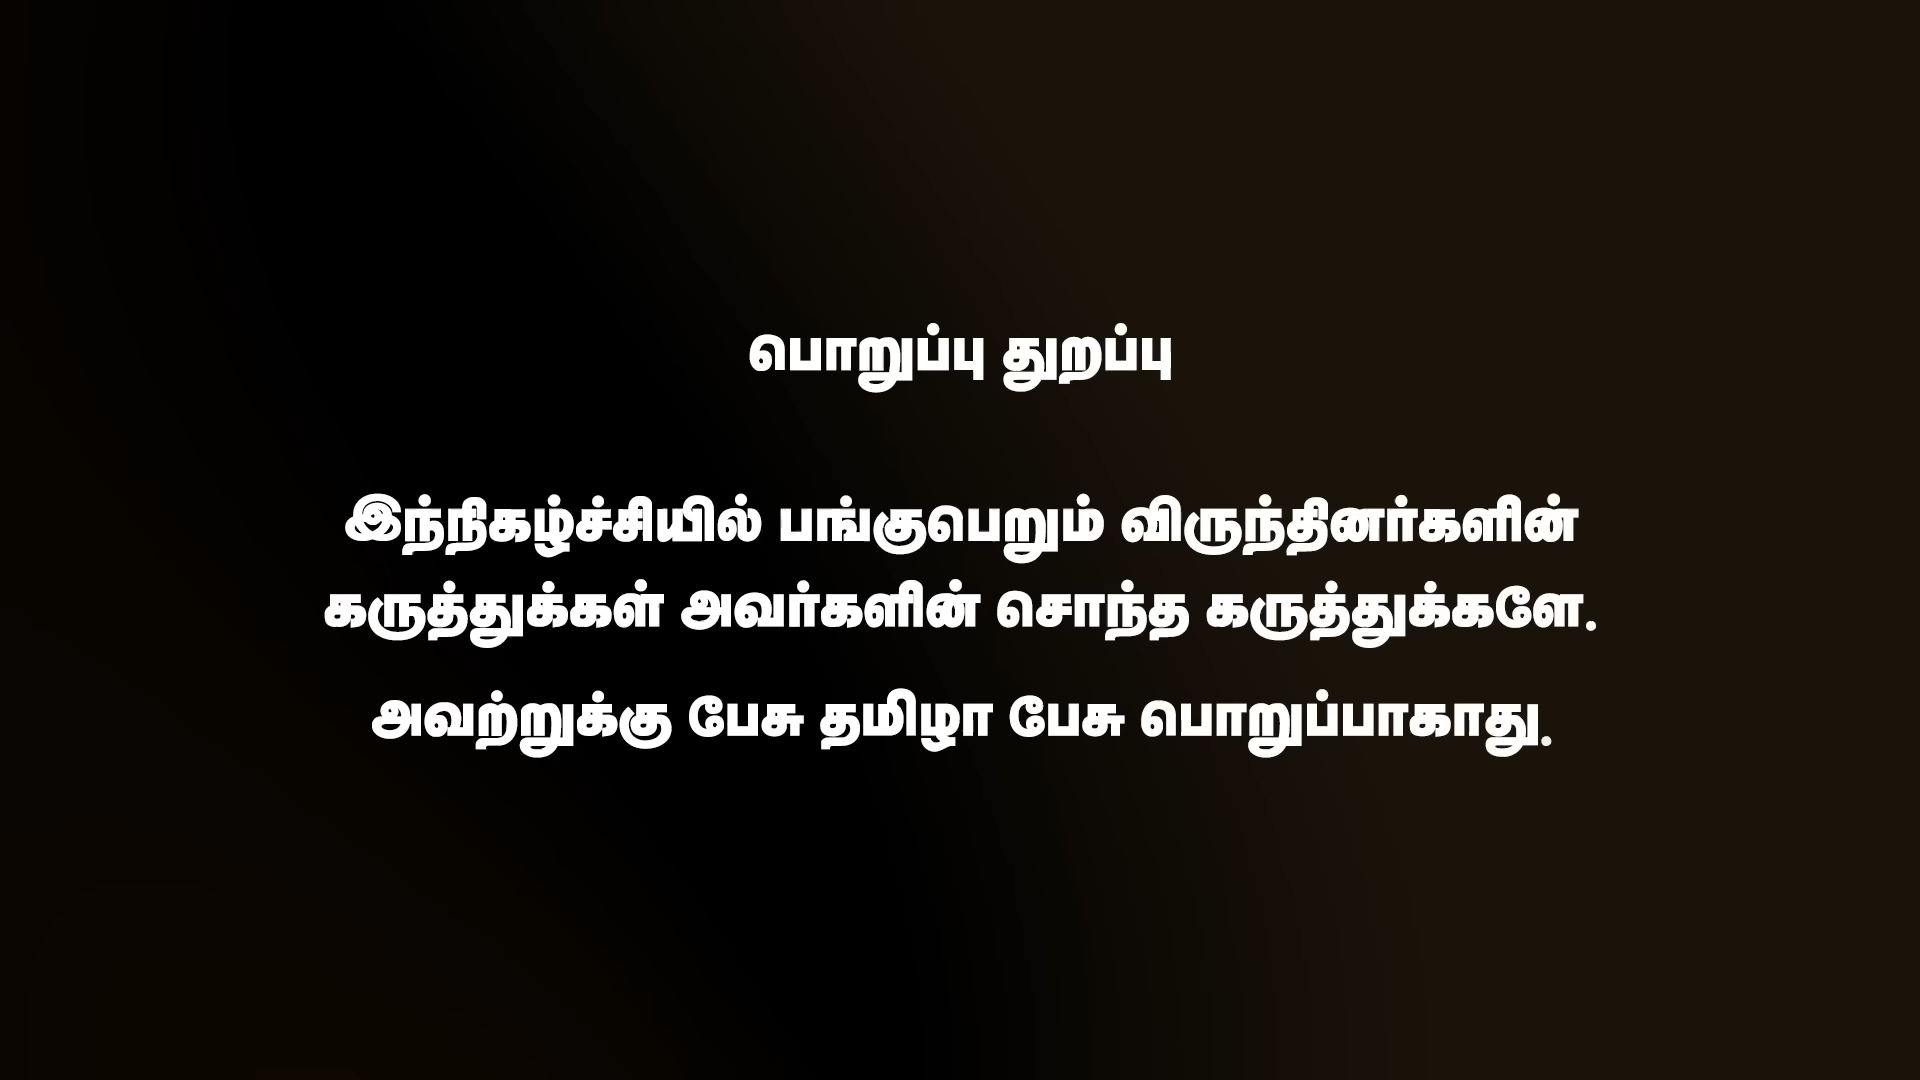 பொறுப்பு துறப்பு
இந்நிகழ்ச்சியில் பங்குபெறும் விருந்தினர்களின்
கருத்துக்கள் அவர்களின் சொந்த கருத்துக்களே.
அவற்றுக்கு பேசு தமிழா பேசு பொறுப்பாகாது.